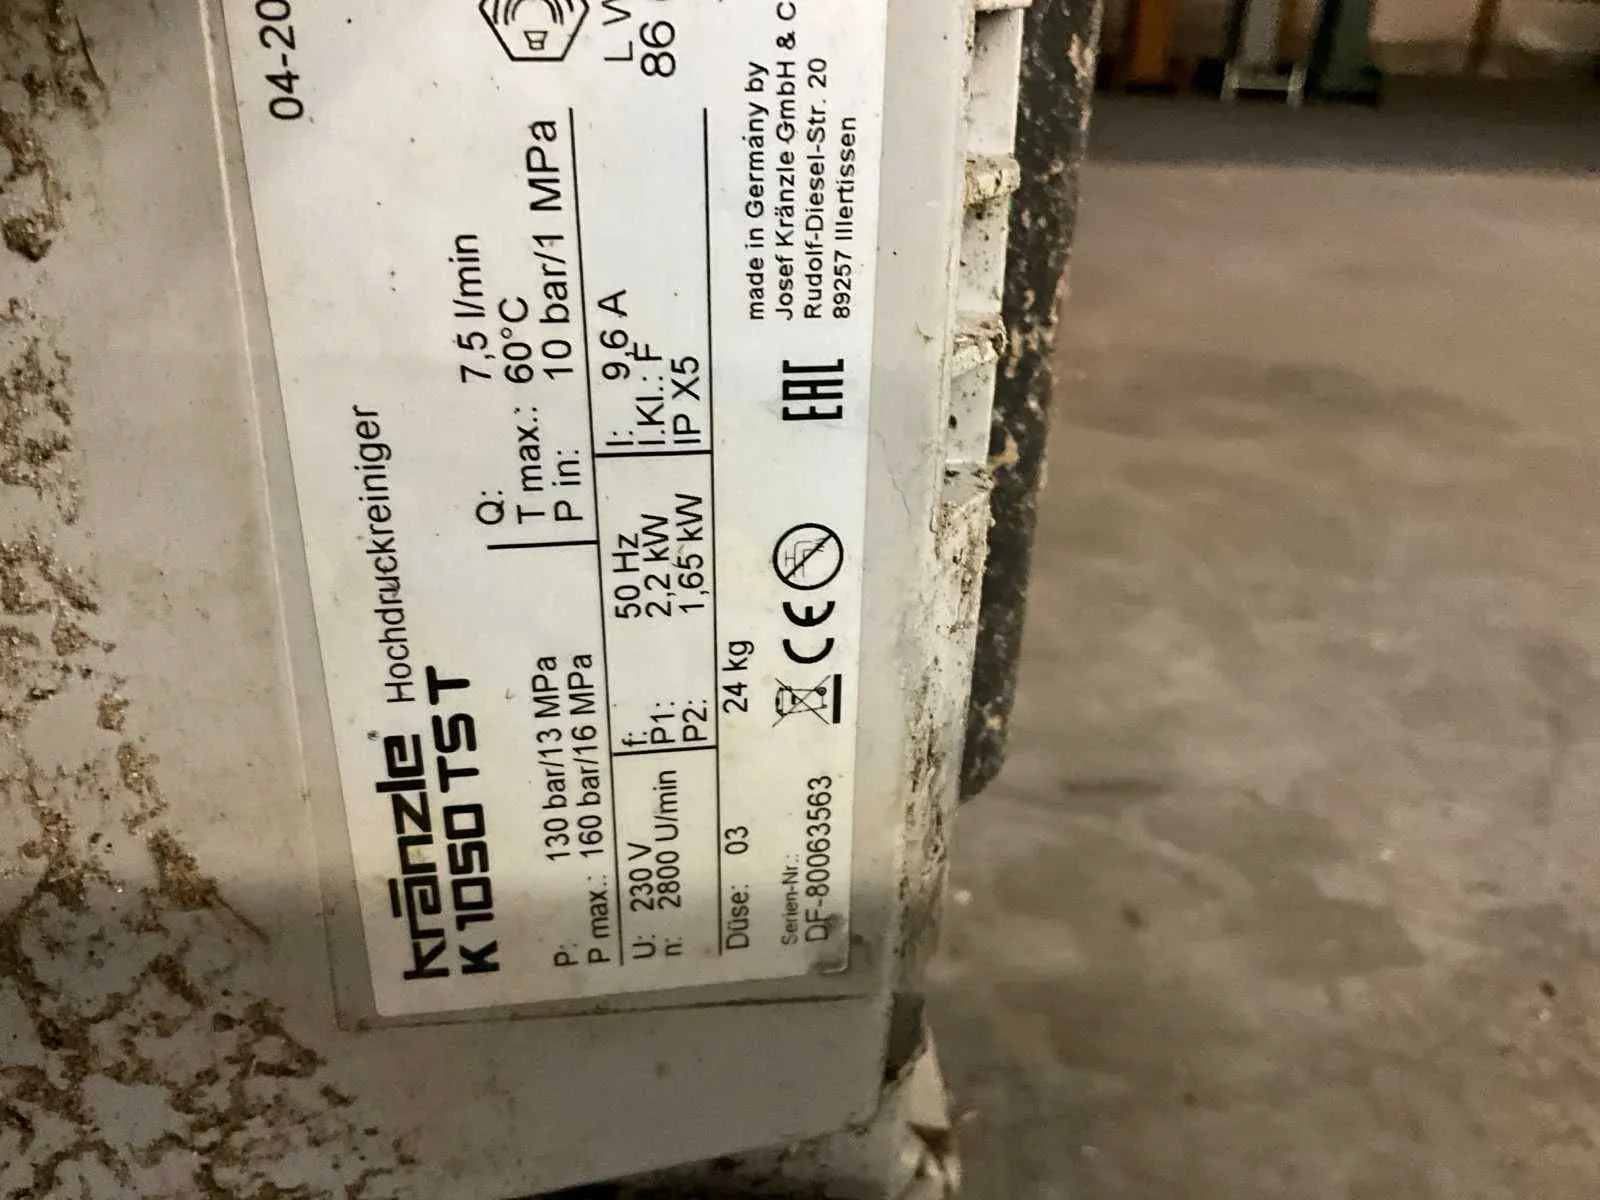 04-20
kränzle® Hochdruckreiniger
K 1050 TS T
P: 130 bar/13 MPa
P max.: 160 bar/16 MPa
Q: 7,5 l/min
T max.: 60°C
P in: 10 bar/1 MPa
U: 230 V f: 50 Hz I: 9,6 A
n: 2800 U/min P1: 2,2 kW I.Kl.: F
P2: 1,65 kW IP X5
Düse: 03 24 kg
L W
86
Serien-Nr.:
DF-80063563
CE
EAC
made in Germany by
Josef Kränzle GmbH & C
Rudolf-Diesel-Str. 20
89257 Illertissen